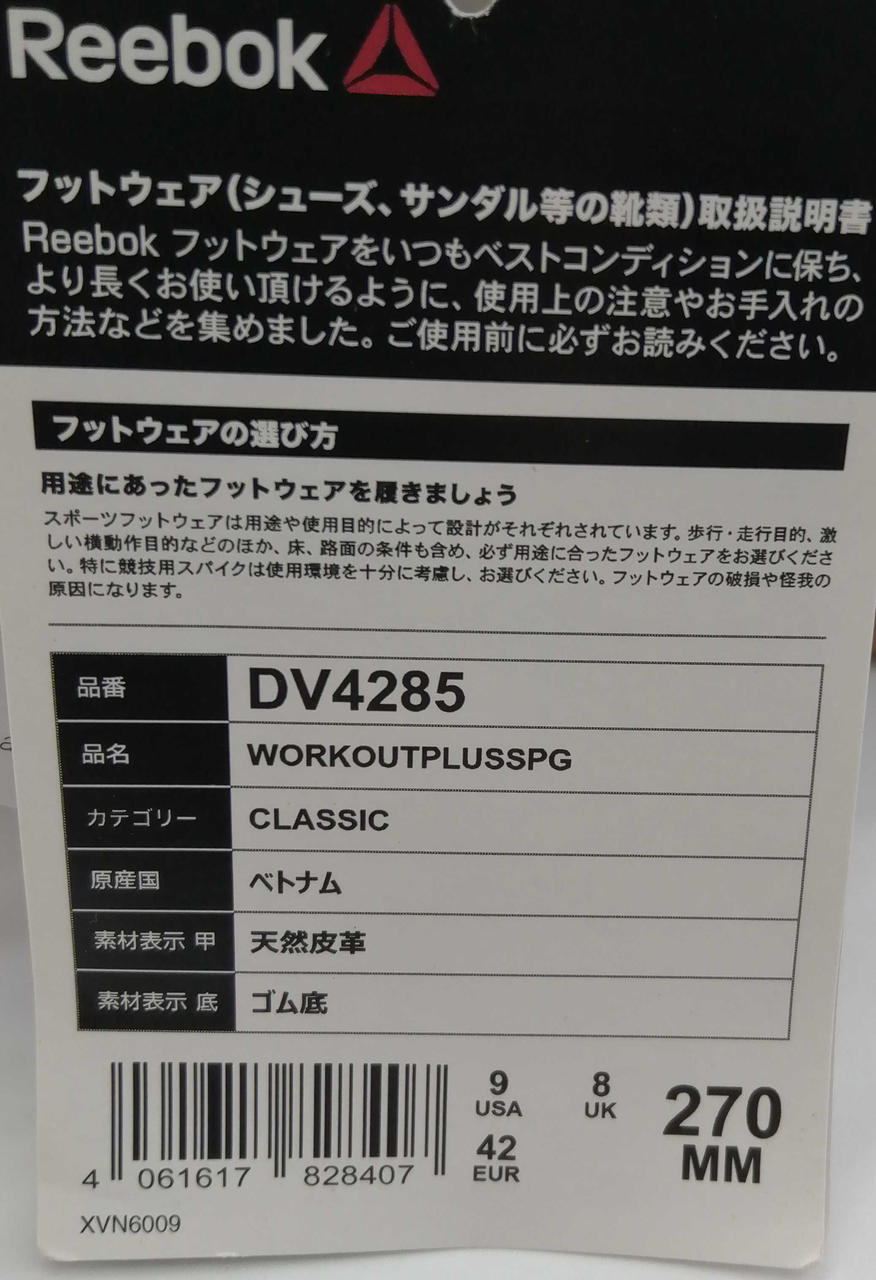 Reebok
フットウェア(シューズ、サンダル等の靴類)取扱説明書
Reebok フットウェアをいつもベストコンディションに保ち、
より長くお使い頂けるように、使用上の注意やお手入れの
方法などを集めました。ご使用前に必ずお読みください。
フットウェアの選び方
用途にあったフットウェアを履きましょう
スポーツフットウェアは用途や使用目的によって設計がそれぞれされています。歩行・走行目的、激
しい横動作目的などのほか、床、路面の条件も含め、必ず用途に合ったフットウェアをお選びくださ
い。特に競技用スパイクは使用環境を十分に考慮し、お選びください。フットウェアの破損や怪我の
原因になります。
品番 DV4285
品名 WORKOUTPLUSSPG
カテゴリー CLASSIC
原産国 ベトナム
素材表示 甲 天然皮革
素材表示 底 ゴム底
9 USA 8 UK 270 MM
42 EUR
4 061617 828407
XVN6009